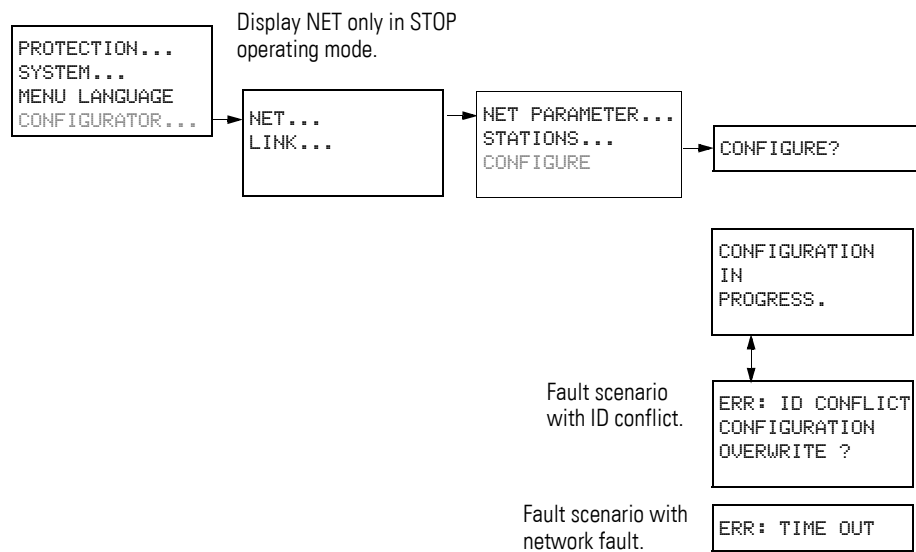 Display NET only in STOP
operating mode.
PROTECTION...
SYSTEM...
MENU LANGUAGE
CONFIGURATOR...
NET...
LINK...
NET PARAMETER...
STATIONS...
CONFIGURE
CONFIGURE?
CONFIGURATION
IN
PROGRESS.
Fault scenario
with ID conflict.
ERR: ID CONFLICT
CONFIGURATION
OVERWRITE ?
Fault scenario with
network fault.
ERR: TIME OUT